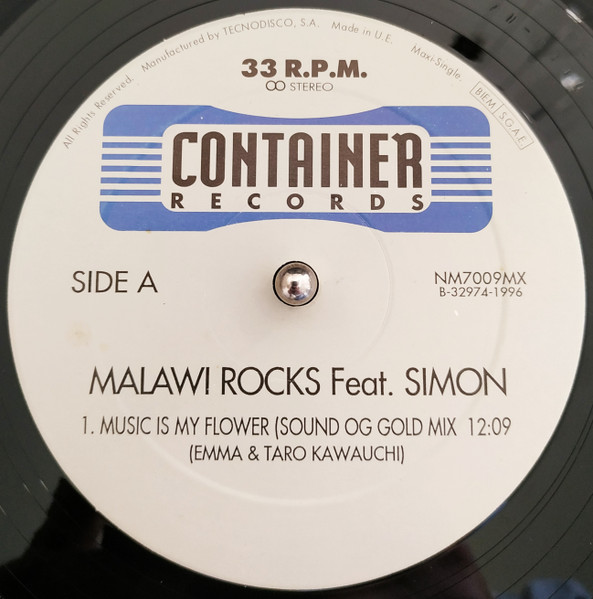 All Rights Reserved. Manufactured by TECNODISCO, S.A. Made in U.E. Maxi-Single.
BIEM S.G.A.E.
33 R.P.M.
STEREO
CONTAINER
RECORDS
SIDE A
NM7009MX
B-32974-1996
MALAWI ROCKS Feat. SIMON
1. MUSIC IS MY FLOWER (SOUND OG GOLD MIX 12:09
(EMMA & TARO KAWAUCHI)